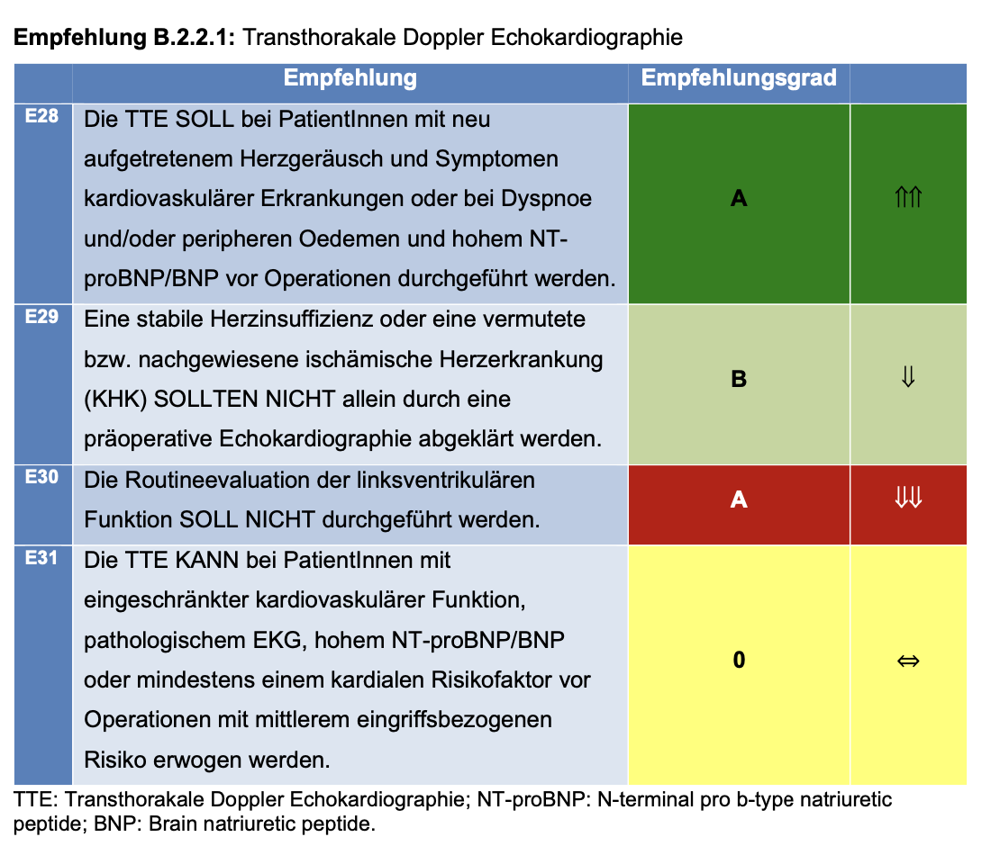 Empfehlung B.2.2.1: Transthorakale Doppler Echokardiographie
Empfehlung Empfehlungsgrad
E28 Die TTE SOLL bei PatientInnen mit neu
aufgetretenem Herzgeräusch und Symptomen
kardiovaskulärer Erkrankungen oder bei Dyspnoe
und/oder peripheren Oedemen und hohem NT-
proBNP/BNP vor Operationen durchgeführt werden.
A ⇑⇑
E29 Eine stabile Herzinsuffizienz oder eine vermutete
bzw. nachgewiesene ischämische Herzerkrankung
(KHK) SOLLTEN NICHT allein durch eine
präoperative Echokardiographie abgeklärt werden.
B ⇓
E30 Die Routineevaluation der linksventrikulären
Funktion SOLL NICHT durchgeführt werden.
A ⇓⇓
E31 Die TTE KANN bei PatientInnen mit
eingeschränkter kardiovaskulärer Funktion,
pathologischem EKG, hohem NT-proBNP/BNP
oder mindestens einem kardialen Risikofaktor vor
Operationen mit mittlerem eingriffsbezogenen
Risiko erwogen werden.
0 ⇔
TTE: Transthorakale Doppler Echokardiographie; NT-proBNP: N-terminal pro b-type natriuretic
peptide; BNP: Brain natriuretic peptide.